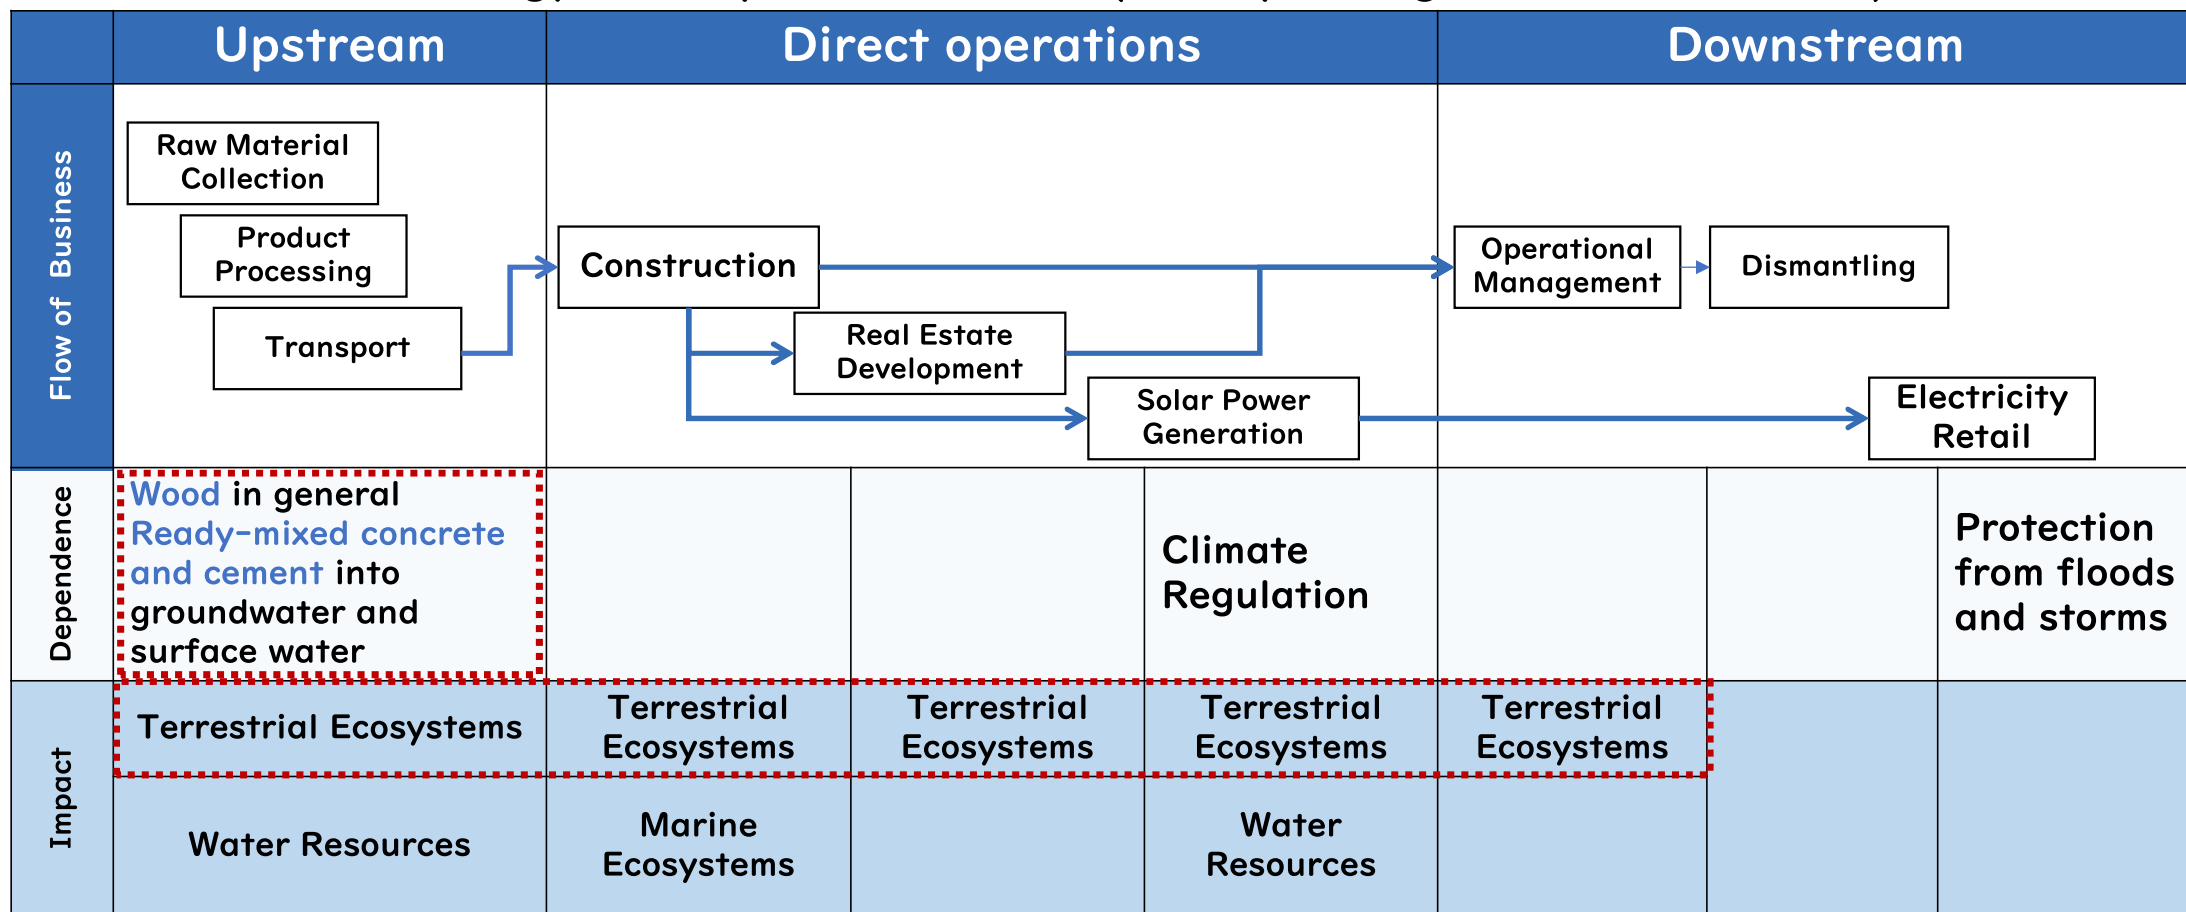 Upstream
Direct operations
Downstream
Flow of Business
Raw Material
Collection
Product
Processing
Transport
Construction
Real Estate
Development
Solar Power
Generation
Operational
Management
Dismantling
Electricity
Retail
Dependence
Wood in general
Ready-mixed concrete
and cement into
groundwater and
surface water
Climate
Regulation
Protection
from floods
and storms
Impact
Terrestrial Ecosystems
Terrestrial
Ecosystems
Terrestrial
Ecosystems
Terrestrial
Ecosystems
Terrestrial
Ecosystems
Water Resources
Marine
Ecosystems
Water
Resources